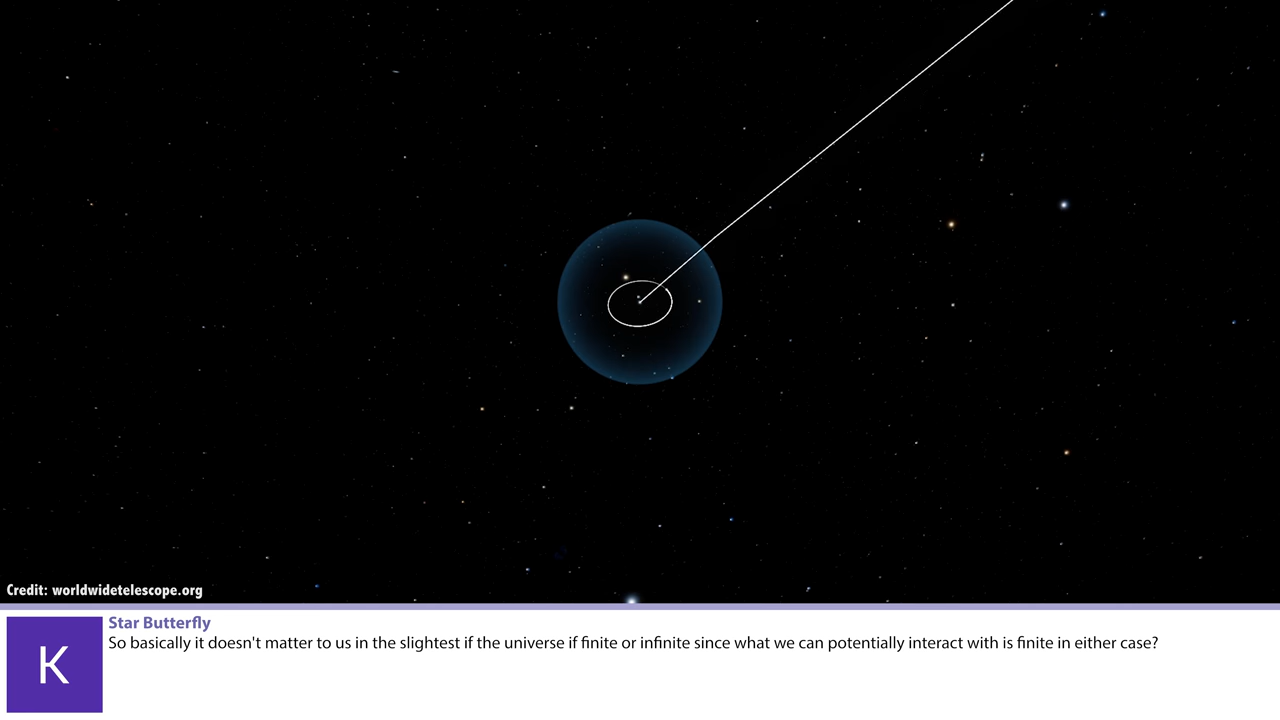 Credit: worldwidetelescope.org
K
Star Butterfly
So basically it doesn't matter to us in the slightest if the universe if finite or infinite since what we can potentially interact with is finite in either case?